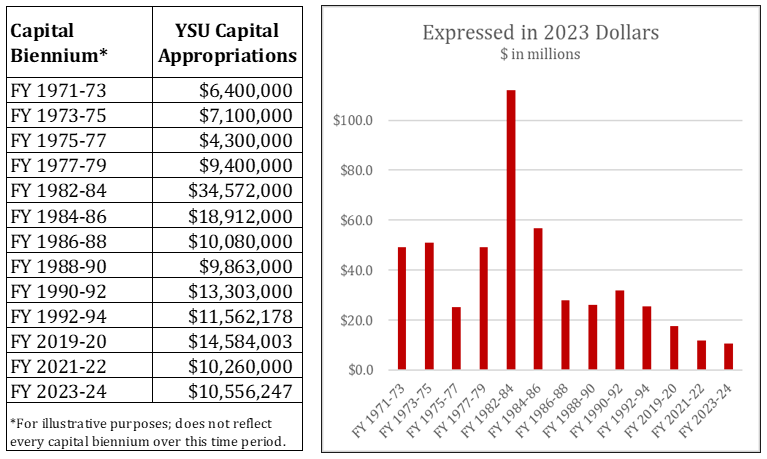 Capital
Biennium*
YSU Capital
Appropriations
FY 1971-73 $6,400,000
FY 1973-75 $7,100,000
FY 1975-77 $4,300,000
FY 1977-79 $9,400,000
FY 1982-84 $34,572,000
FY 1984-86 $18,912,000
FY 1986-88 $10,080,000
FY 1988-90 $9,863,000
FY 1990-92 $13,303,000
FY 1992-94 $11,562,178
FY 2019-20 $14,584,003
FY 2021-22 $10,260,000
FY 2023-24 $10,556,247
*For illustrative purposes; does not reflect
every capital biennium over this time period.
Expressed in 2023 Dollars
$ in millions
$100.0
$80.0
$60.0
$40.0
$20.0
$0.0
FY 1971-73
FY 1973-75
FY 1975-77
FY 1977-79
FY 1982-84
FY 1984-86
FY 1986-88
FY 1988-90
FY 1990-92
FY 1992-94
FY 2019-20
FY 2021-22
FY 2023-24